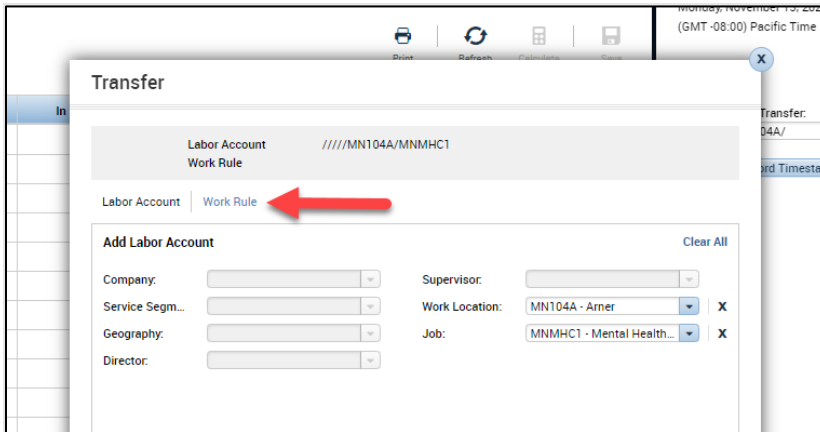 Monday, November 13, 202
(GMT -08:00) Pacific Time
Print Refresh Calculate Save
X
Transfer
In
Transfer:
04A/
Labor Account /////MN104A/MNMHC1
Work Rule
ord Timesta
Labor Account Work Rule
Add Labor Account Clear All
Company: Supervisor:
Service Segm... Work Location: MN104A - Arner X
Geography: Job: MNMHC1 - Mental Health... X
Director: